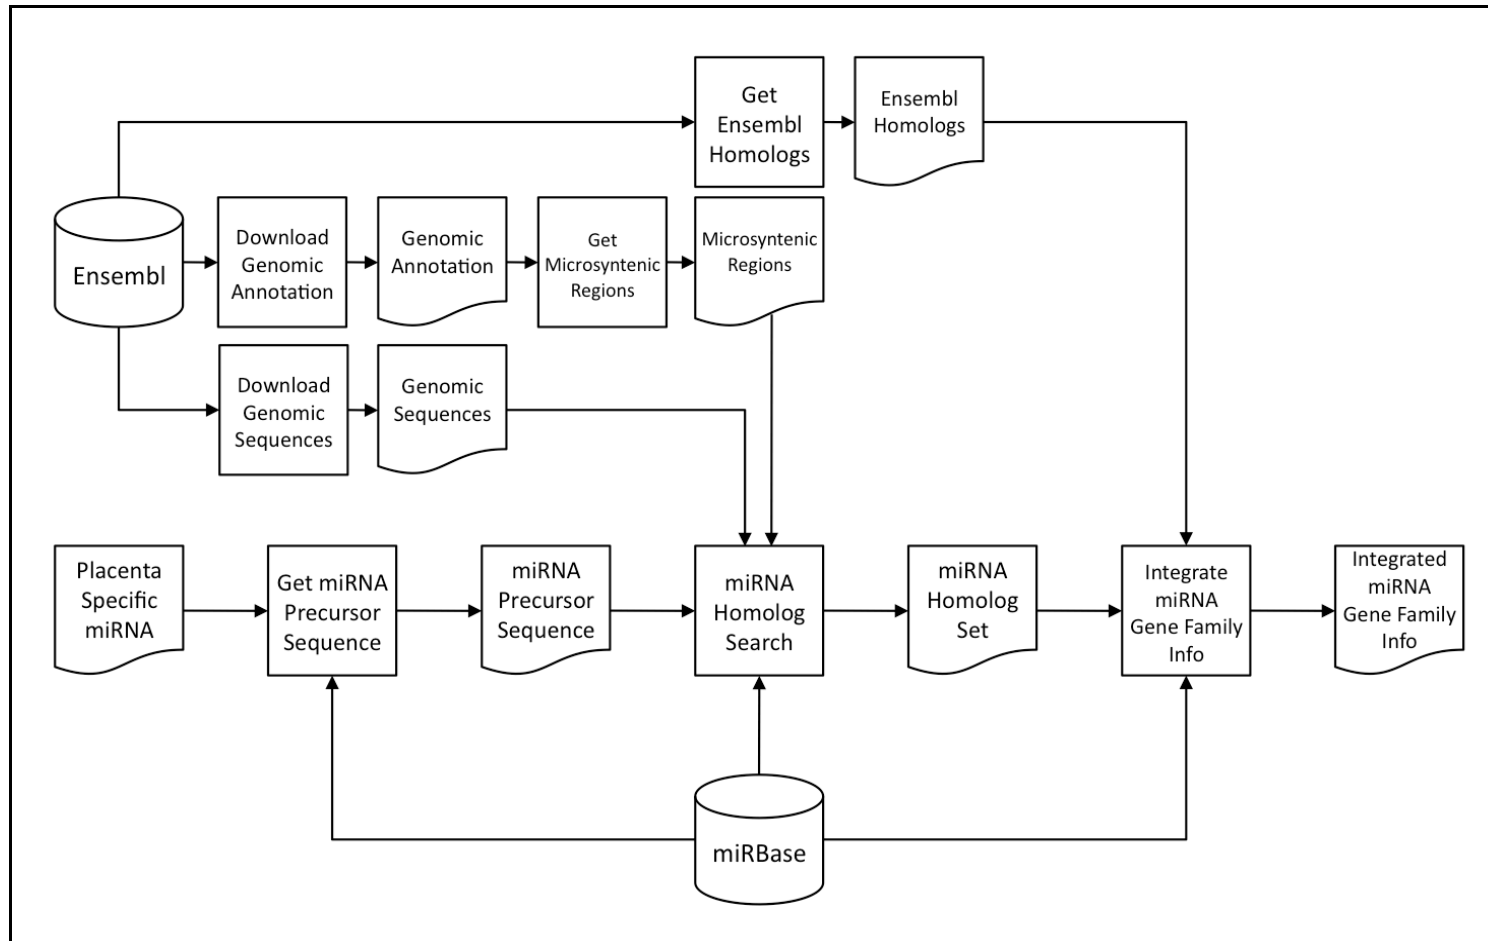 Get
Ensembl
Homologs
Ensembl
Homologs
Ensembl
Download
Genomic
Annotation
Genomic
Annotation
Get
Microsyntenic
Regions
Microsyntenic
Regions
Download
Genomic
Sequences
Genomic
Sequences
Placenta
Specific
miRNA
Get miRNA
Precursor
Sequence
miRNA
Precursor
Sequence
miRNA
Homolog
Search
miRNA
Homolog
Set
Integrate
miRNA
Gene Family
Info
Integrated
miRNA
Gene Family
Info
miRBase